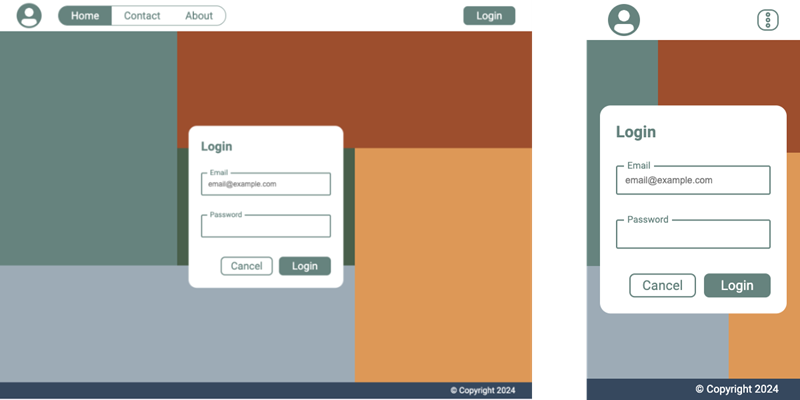 Home Contact About Login
Login
Email
email@example.com
Password
Cancel Login
© Copyright 2024
Login
Email
email@example.com
Password
Cancel Login
© Copyright 2024